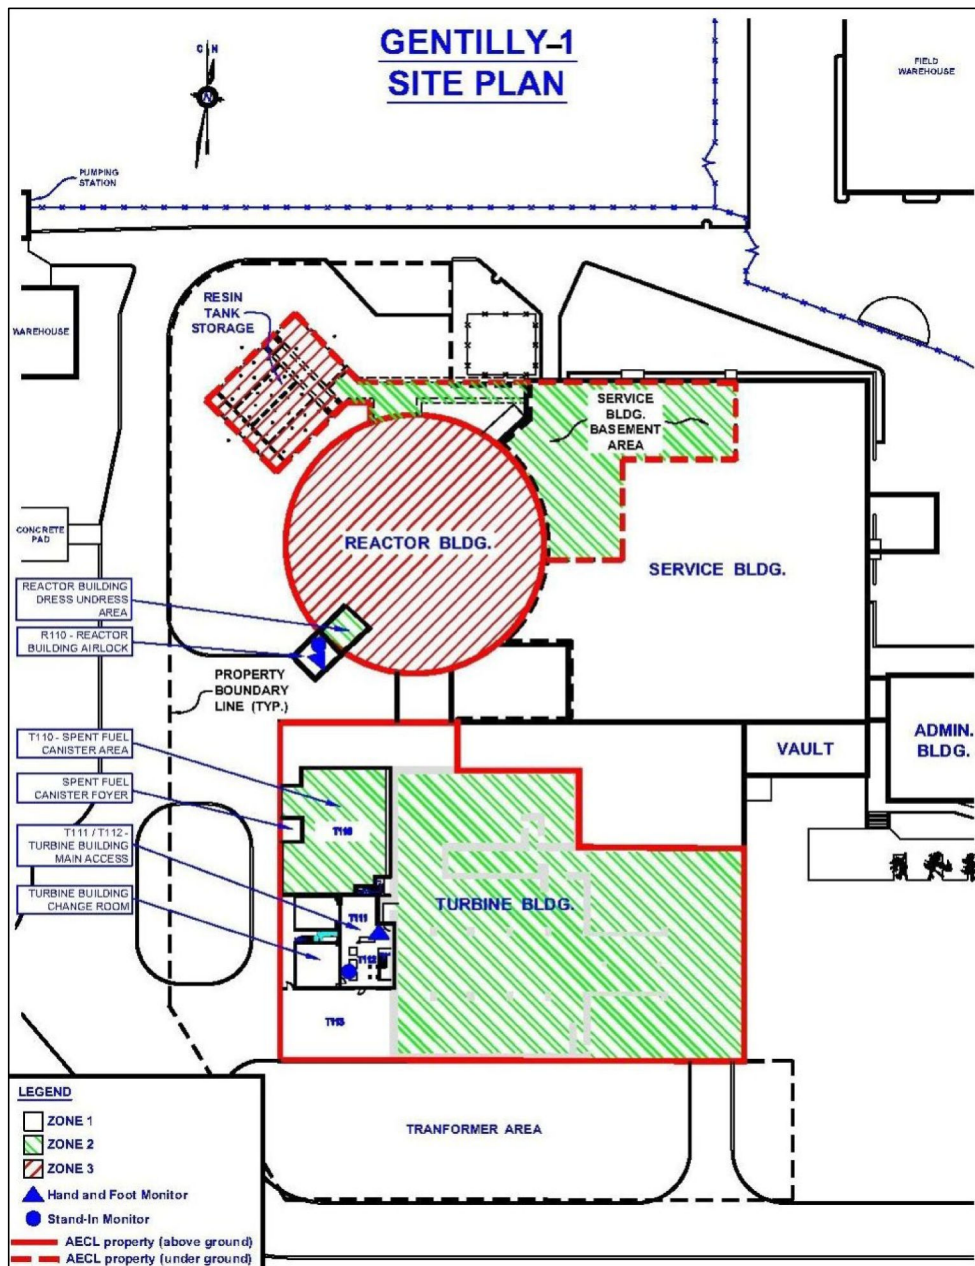 GENTILLY-1
SITE PLAN
C N
N
FIELD
WAREHOUSE
PUMPING
STATION
RESIN
TANK
STORAGE
WAREHOUSE
SERVICE
BLDG.
BASEMENT
AREA
CONCRETE
PAD
REACTOR BLDG.
SERVICE BLDG.
REACTOR BUILDING
DRESS UNDRESS
AREA
R110 - REACTOR
BUILDING AIRLOCK
PROPERTY
BOUNDARY
LINE (TYP.)
T110 - SPENT FUEL
CANISTER AREA
VAULT
ADMIN.
BLDG.
SPENT FUEL
CANISTER FOYER
T110
T111 / T112 -
TURBINE BUILDING
MAIN ACCESS
TURBINE BUILDING
CHANGE ROOM
TURBINE BLDG.
T111
T112
T113
TRANFORMER AREA
LEGEND
ZONE 1
ZONE 2
ZONE 3
Hand and Foot Monitor
Stand-In Monitor
AECL property (above ground)
AECL property (under ground)